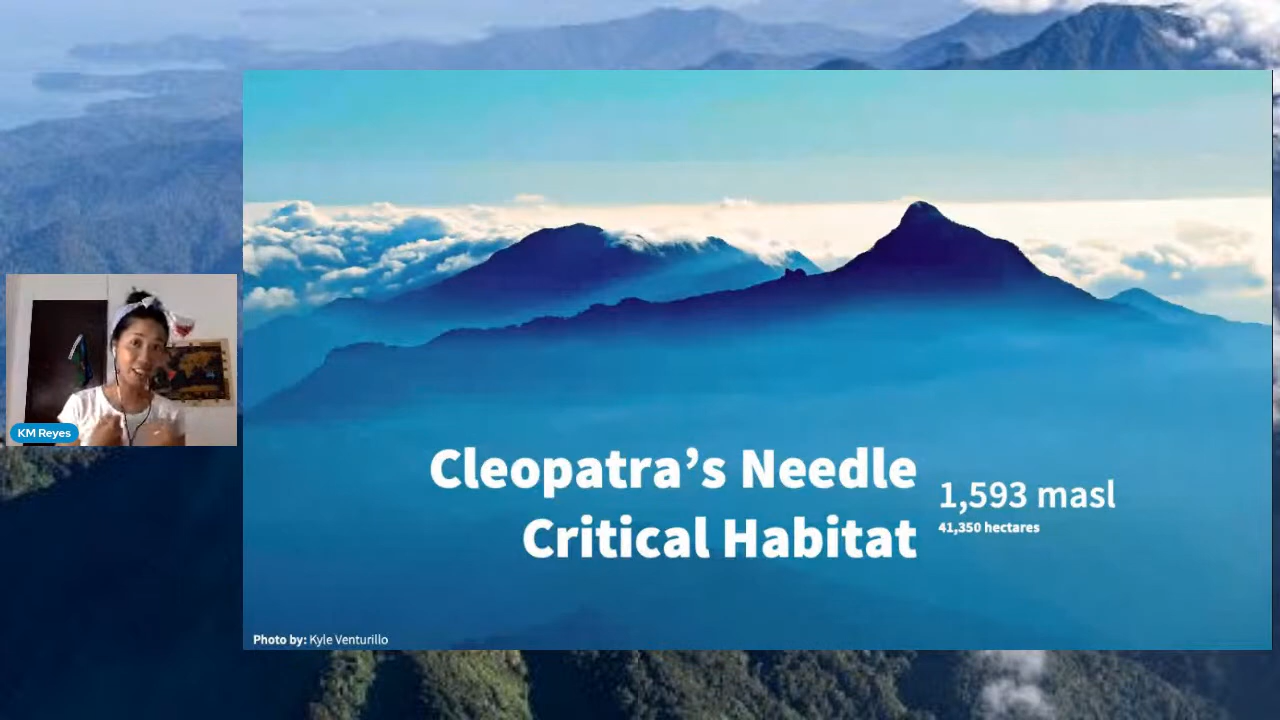 KM Reyes
Cleopatra's Needle
Critical Habitat
1,593 masl
41,350 hectares
Photo by: Kyle Venturillo